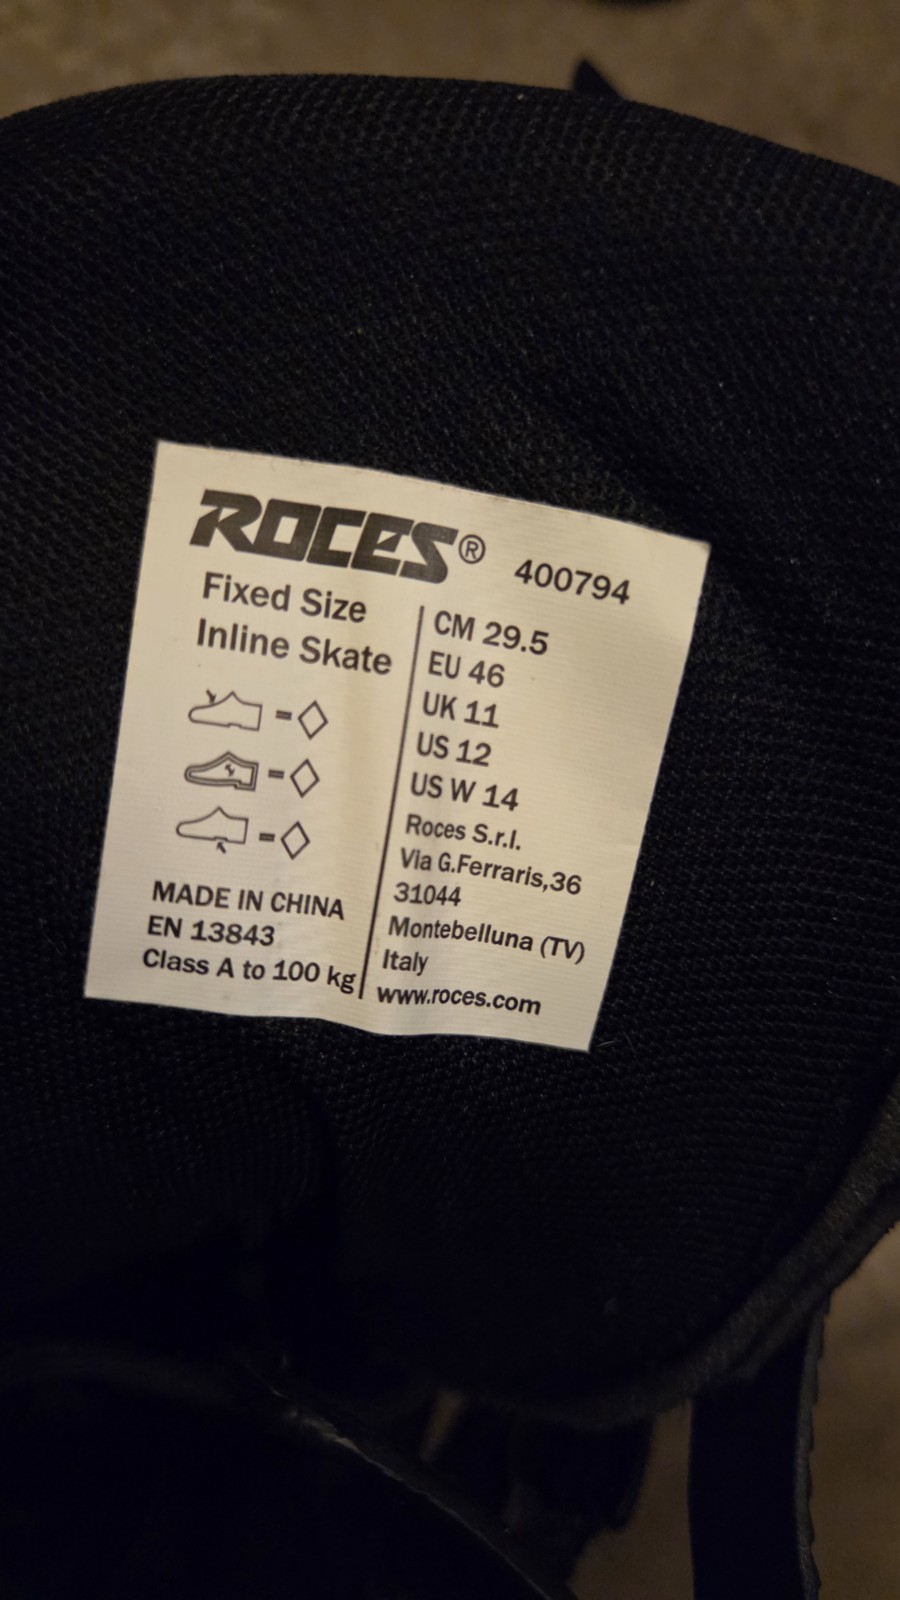 ROCES® 400794
Fixed Size
Inline Skate
MADE IN CHINA
EN 13843
Class A to 100 kg
CM 29.5
EU 46
UK 11
US 12
US W 14
Roces S.r.l.
Via G.Ferraris,36
31044
Montebelluna (TV)
Italy
www.roces.com